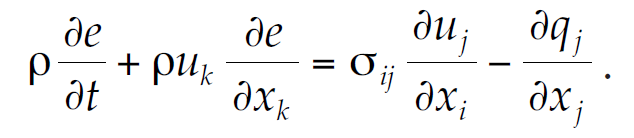 ρ ∂e/∂t + ρu_k ∂e/∂x_k = σ_ij ∂u_j/∂x_i − ∂q_j/∂x_j .